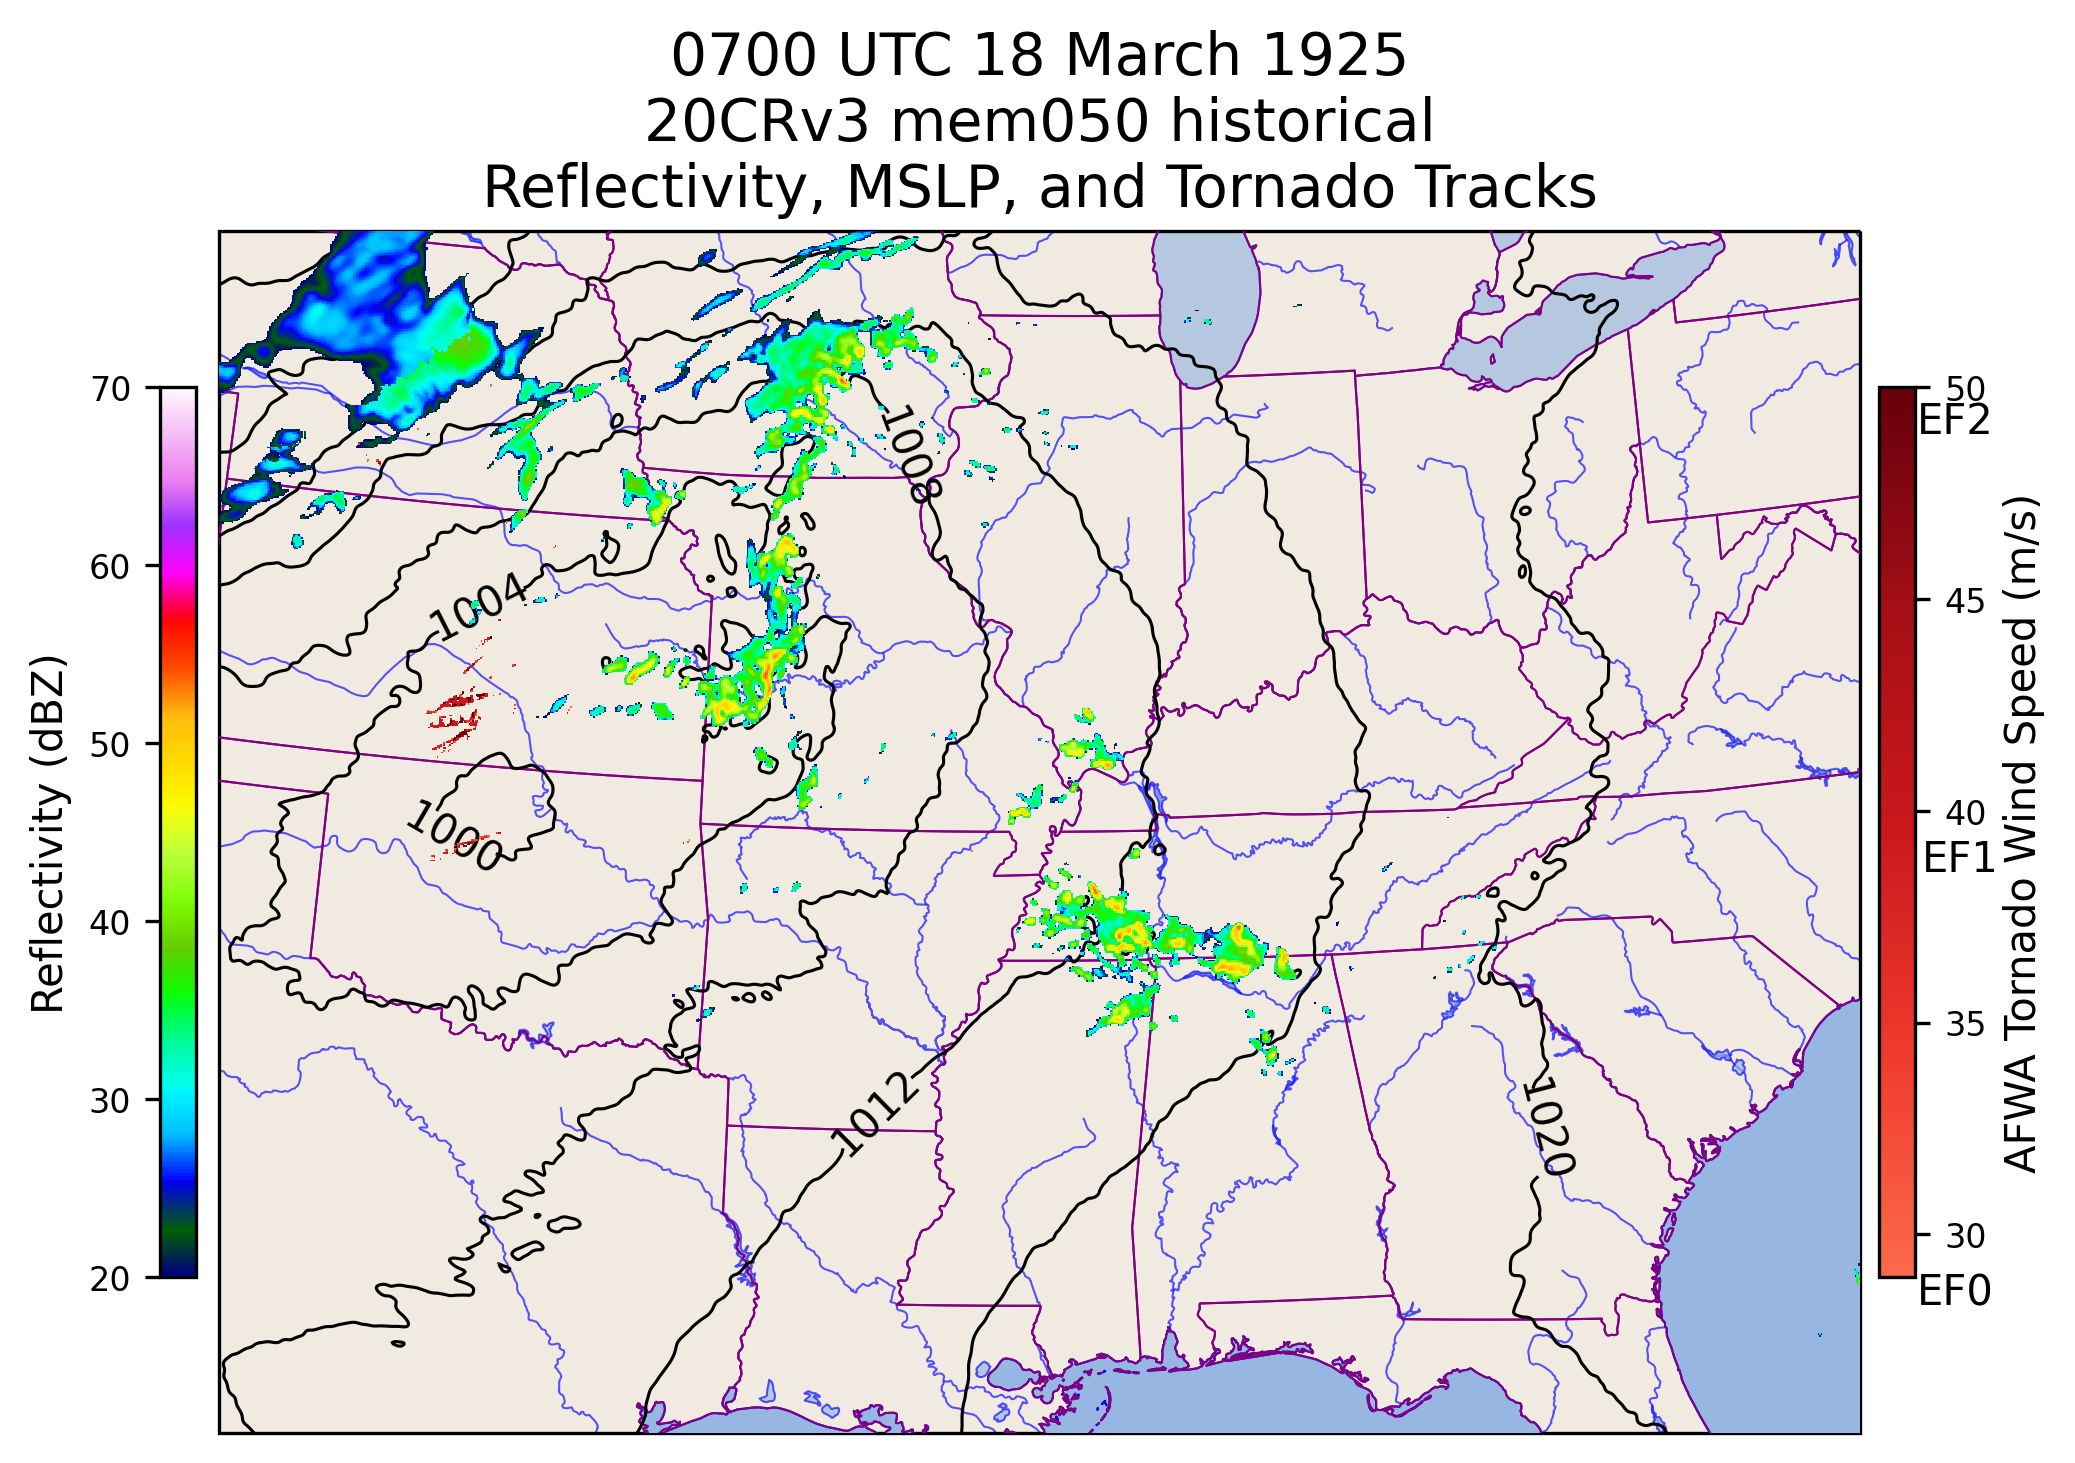 0700 UTC 18 March 1925
20CRv3 mem050 historical
Reflectivity, MSLP, and Tornado Tracks
70
60
50
40
30
20
Reflectivity (dBZ)
1008
1004
1000
1012
1020
50
EF2
45
40
EF1
35
30
EF0
AFWA Tornado Wind Speed (m/s)